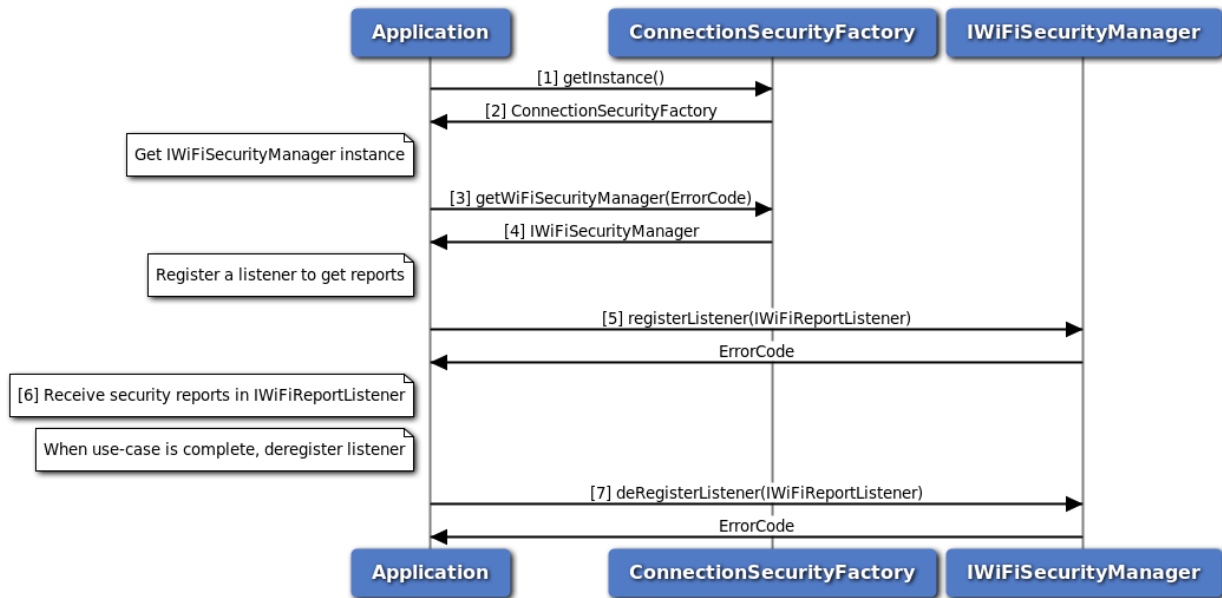 Application
ConnectionSecurityFactory
IWiFiSecurityManager
[1] getInstance()
[2] ConnectionSecurityFactory
Get IWiFiSecurityManager instance
[3] getWiFiSecurityManager(ErrorCode)
[4] IWiFiSecurityManager
Register a listener to get reports
[5] registerListener(IWiFiReportListener)
ErrorCode
[6] Receive security reports in IWiFiReportListener
When use-case is complete, deregister listener
[7] deRegisterListener(IWiFiReportListener)
ErrorCode
Application
ConnectionSecurityFactory
IWiFiSecurityManager